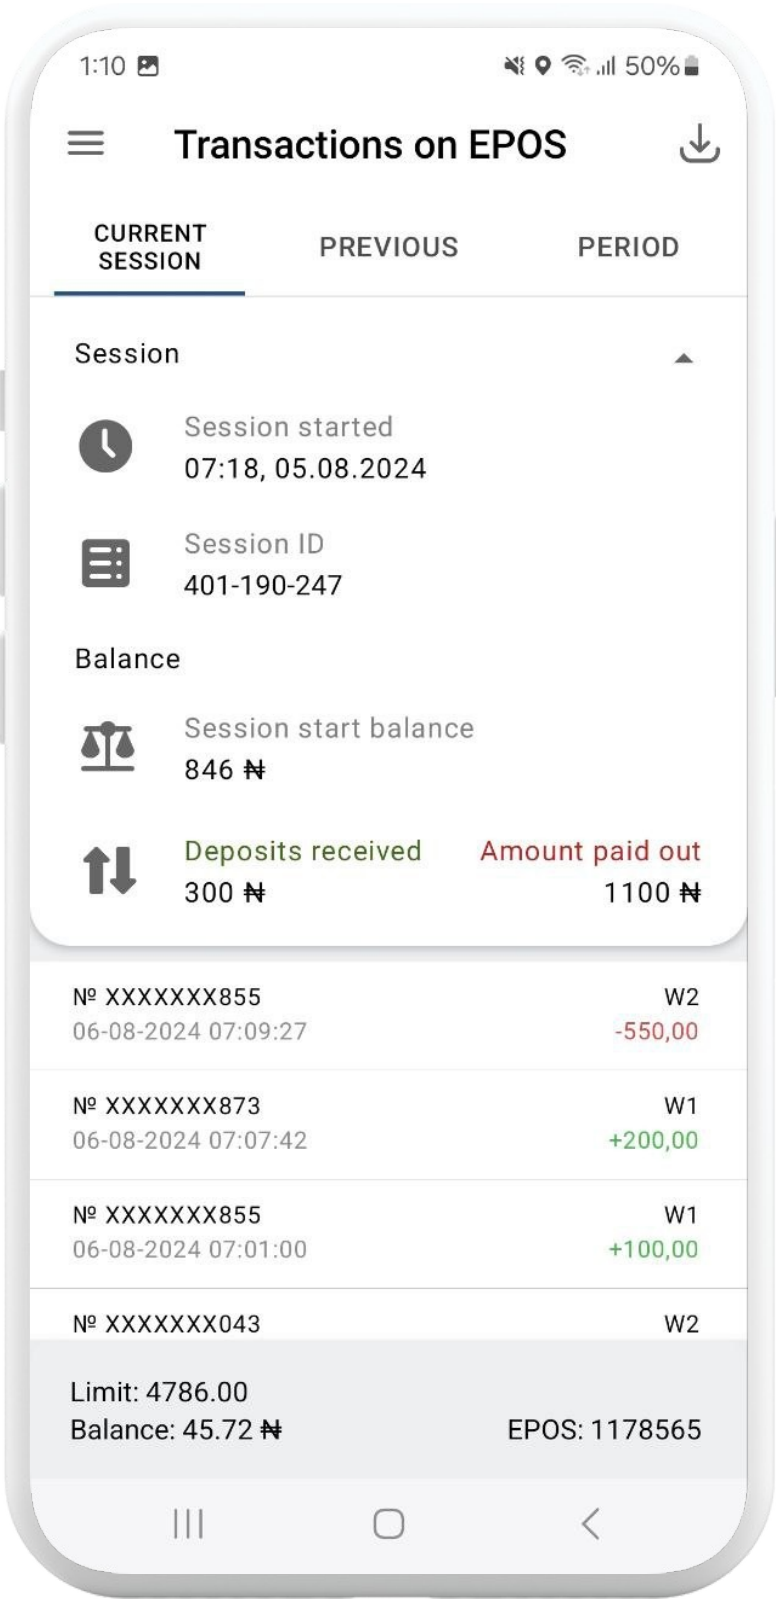 1:10 50%
Transactions on EPOS
CURRENT SESSION PREVIOUS PERIOD
Session
Session started
07:18, 05.08.2024
Session ID
401-190-247
Balance
Session start balance
846 ₦
Deposits received Amount paid out
300 ₦ 1100 ₦
№ XXXXXXX855 W2
06-08-2024 07:09:27 -550,00
№ XXXXXXX873 W1
06-08-2024 07:07:42 +200,00
№ XXXXXXX855 W1
06-08-2024 07:01:00 +100,00
№ XXXXXXX043 W2
Limit: 4786.00
Balance: 45.72 ₦ EPOS: 1178565